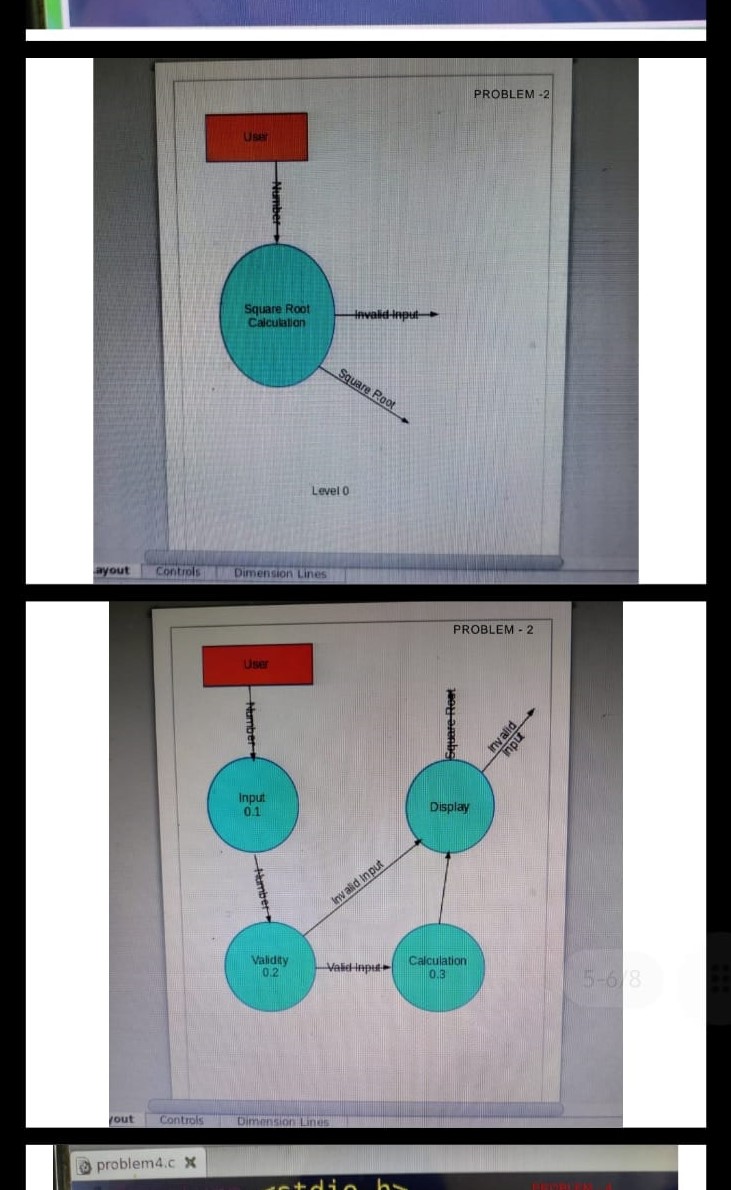 PROBLEM -2
User
Number
Square Root
Calculation
Invalid Input
Square Root
Level 0
ayout
Controls
Dimension Lines
PROBLEM - 2
User
Number
Square Root
Invalid
Input
Input
0.1
Display
Number
Invalid Input
Validity
0.2
Valid Input
Calculation
0.3
5-6/8
yout
Controls
Dimension Lines
problem4.c
<stdio.h>